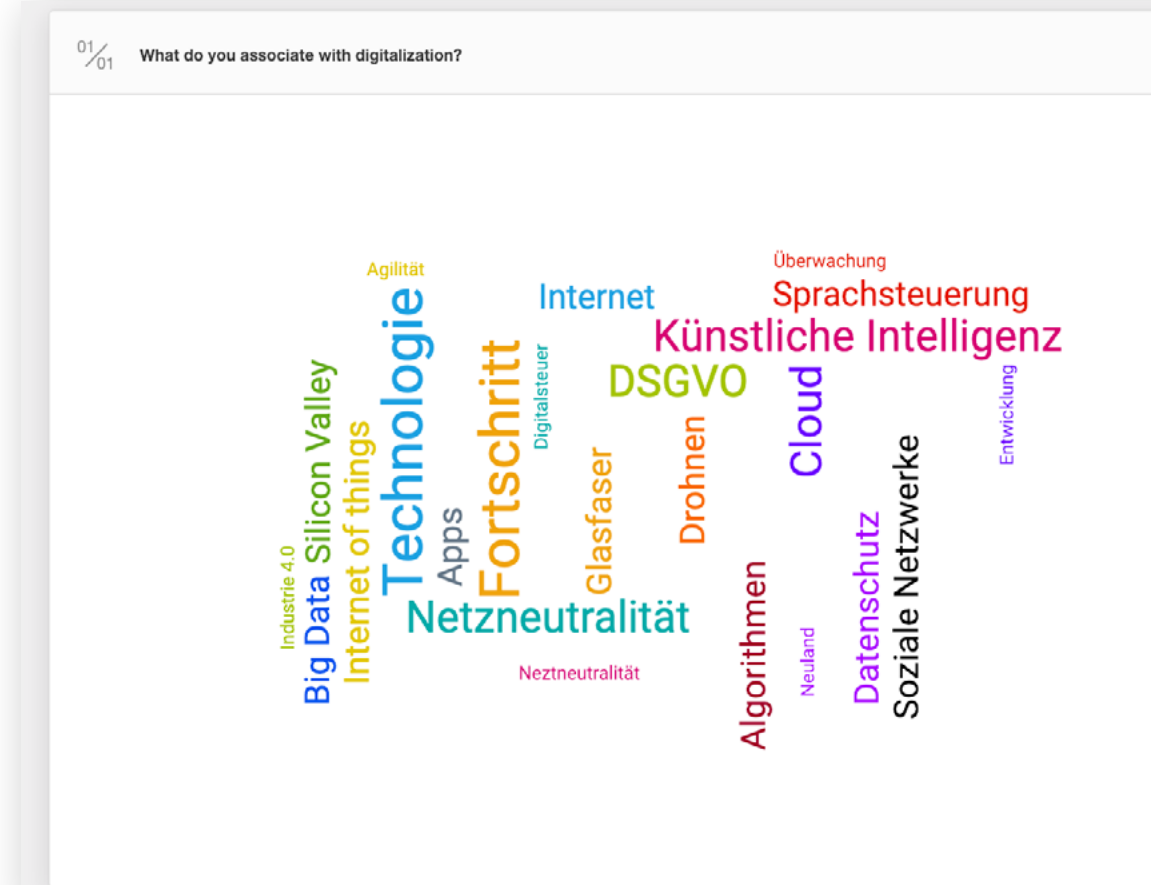 01/01
What do you associate with digitalization?
Agilität
Überwachung
Internet
Sprachsteuerung
Künstliche Intelligenz
Technologie
Fortschritt
Digitalsteuer
DSGVO
Cloud
Entwicklung
Silicon Valley
Internet of things
Apps
Glasfaser
Drohnen
Soziale Netzwerke
Datenschutz
Industrie 4.0
Big Data
Netzneutralität
Algorithmen
Neuland
Neztneutralität